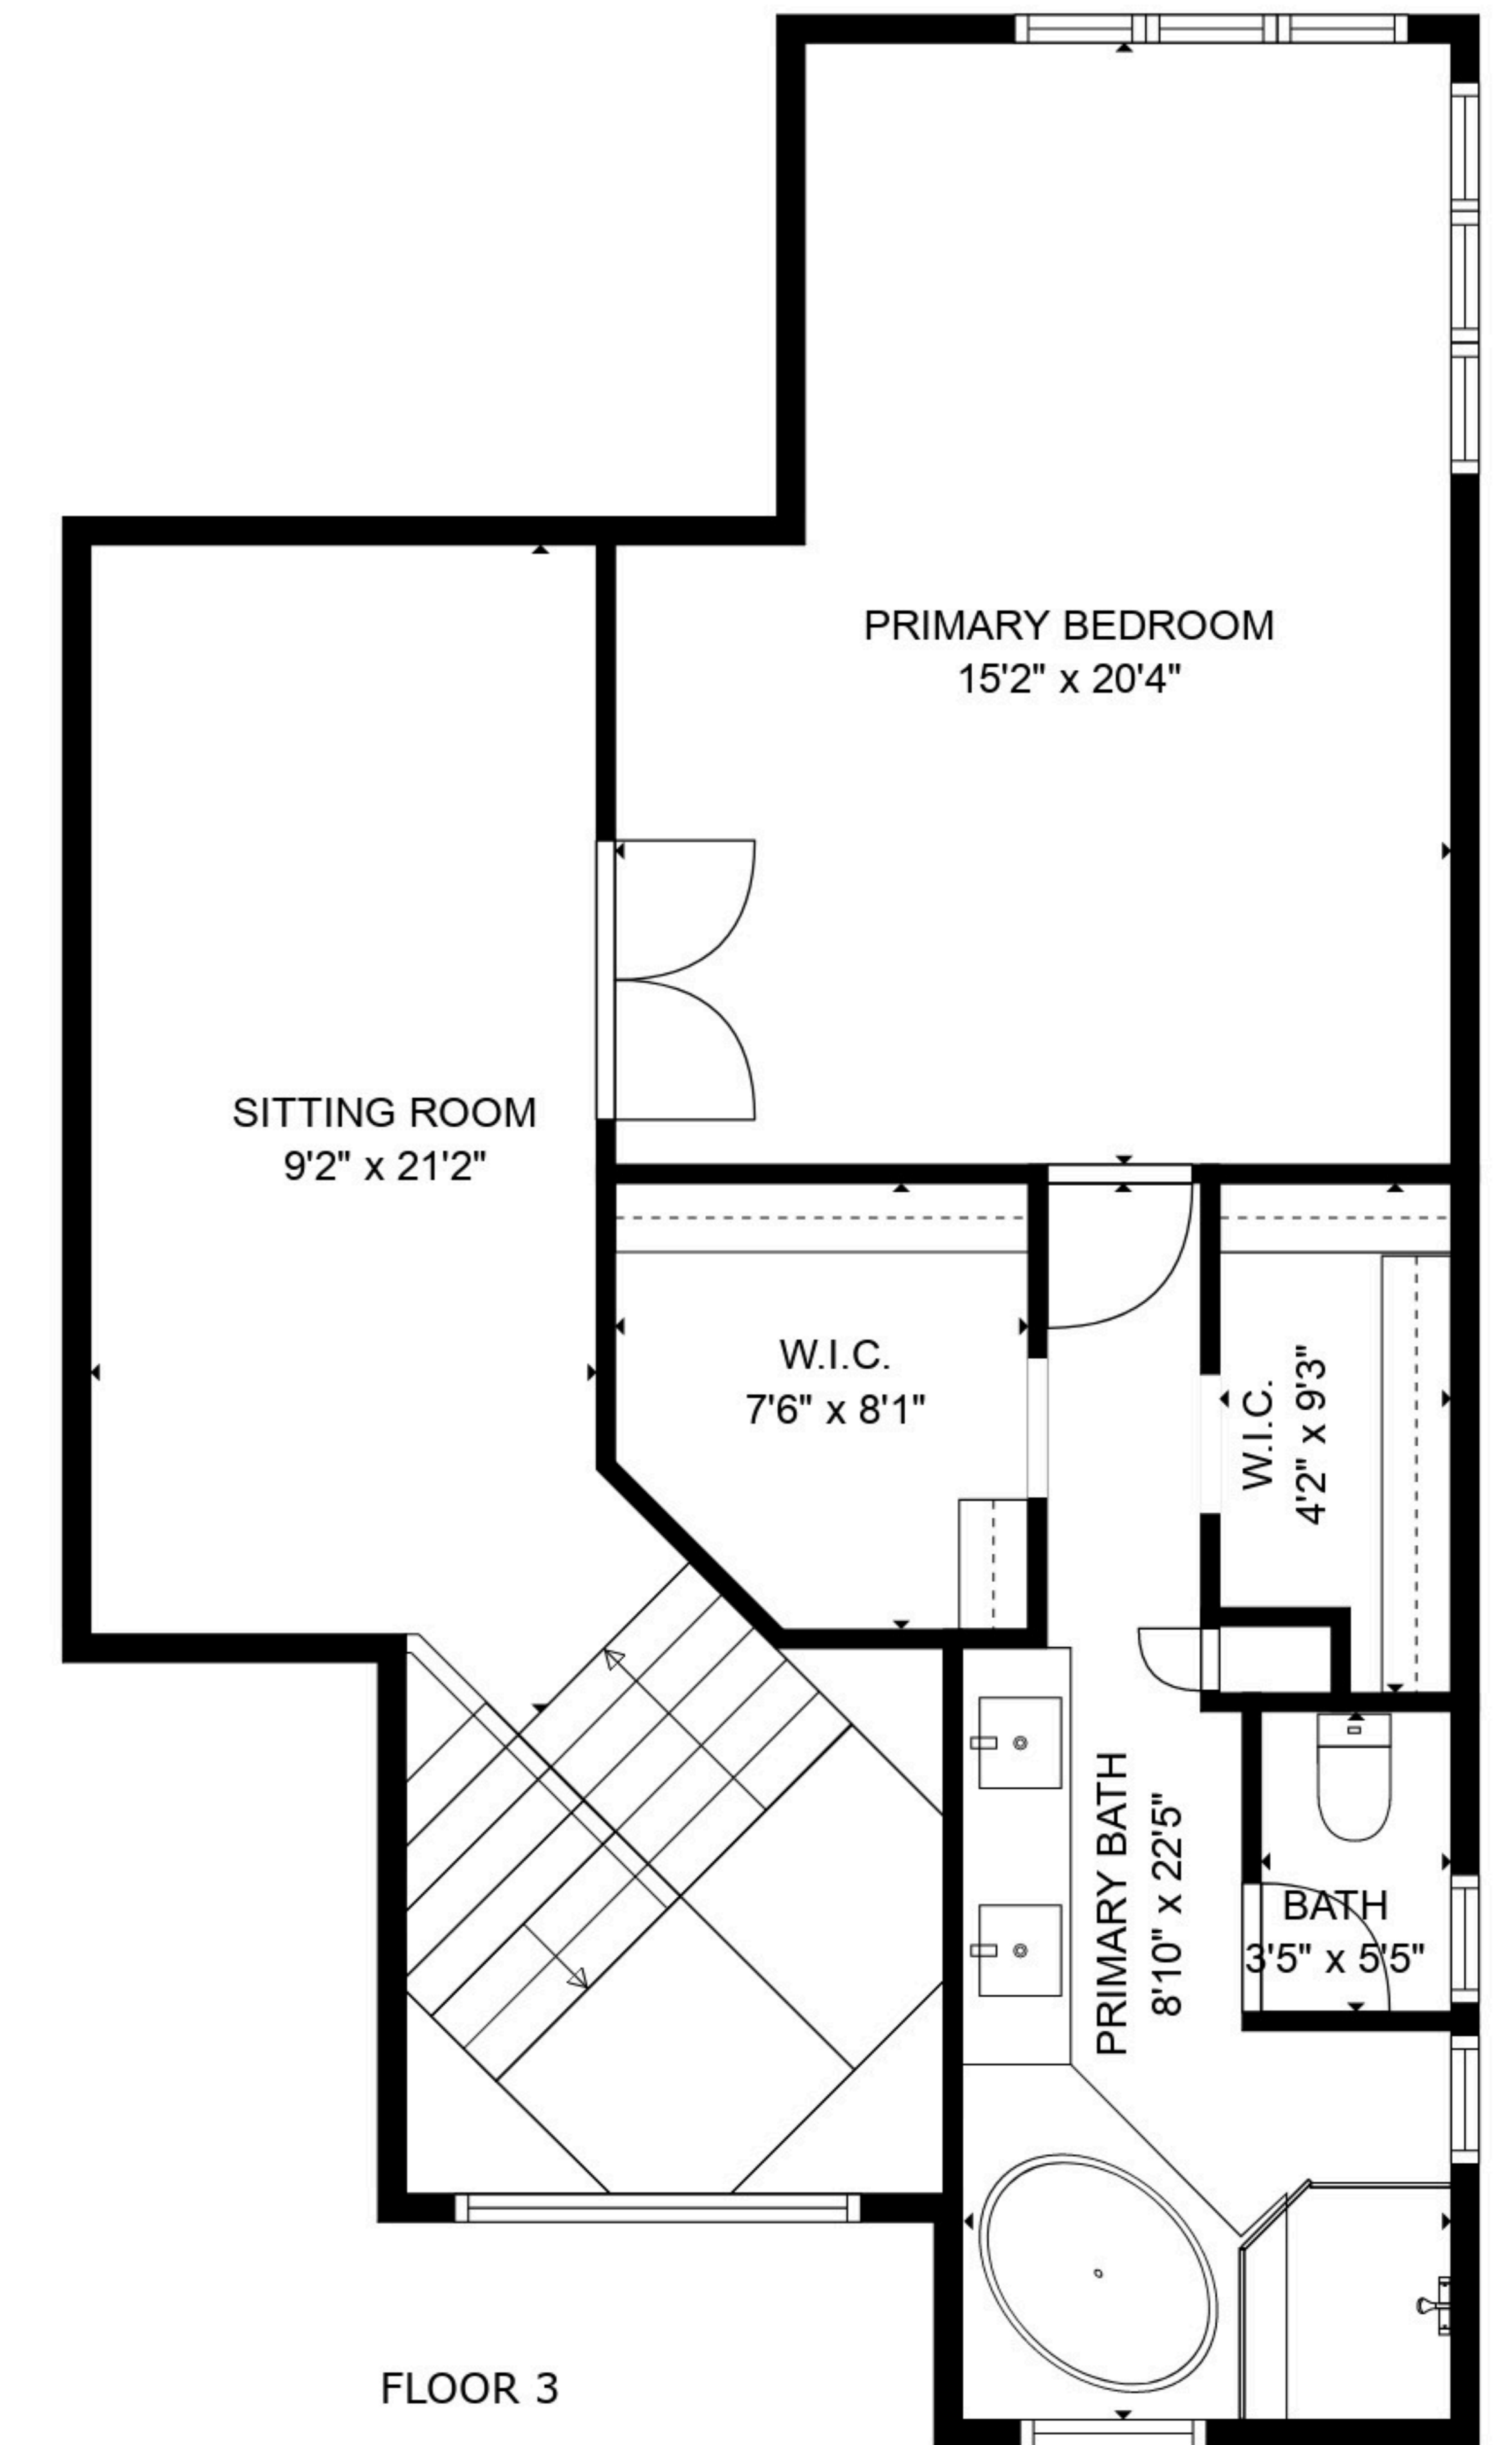 PRIMARY BEDROOM
15'2" x 20'4"
SITTING ROOM
9'2" x 21'2"
W.I.C.
7'6" x 8'1"
W.I.C.
4'2" x 9'3"
PRIMARY BATH
8'10" x 22'5"
BATH
3'5" x 5'5"
FLOOR 3